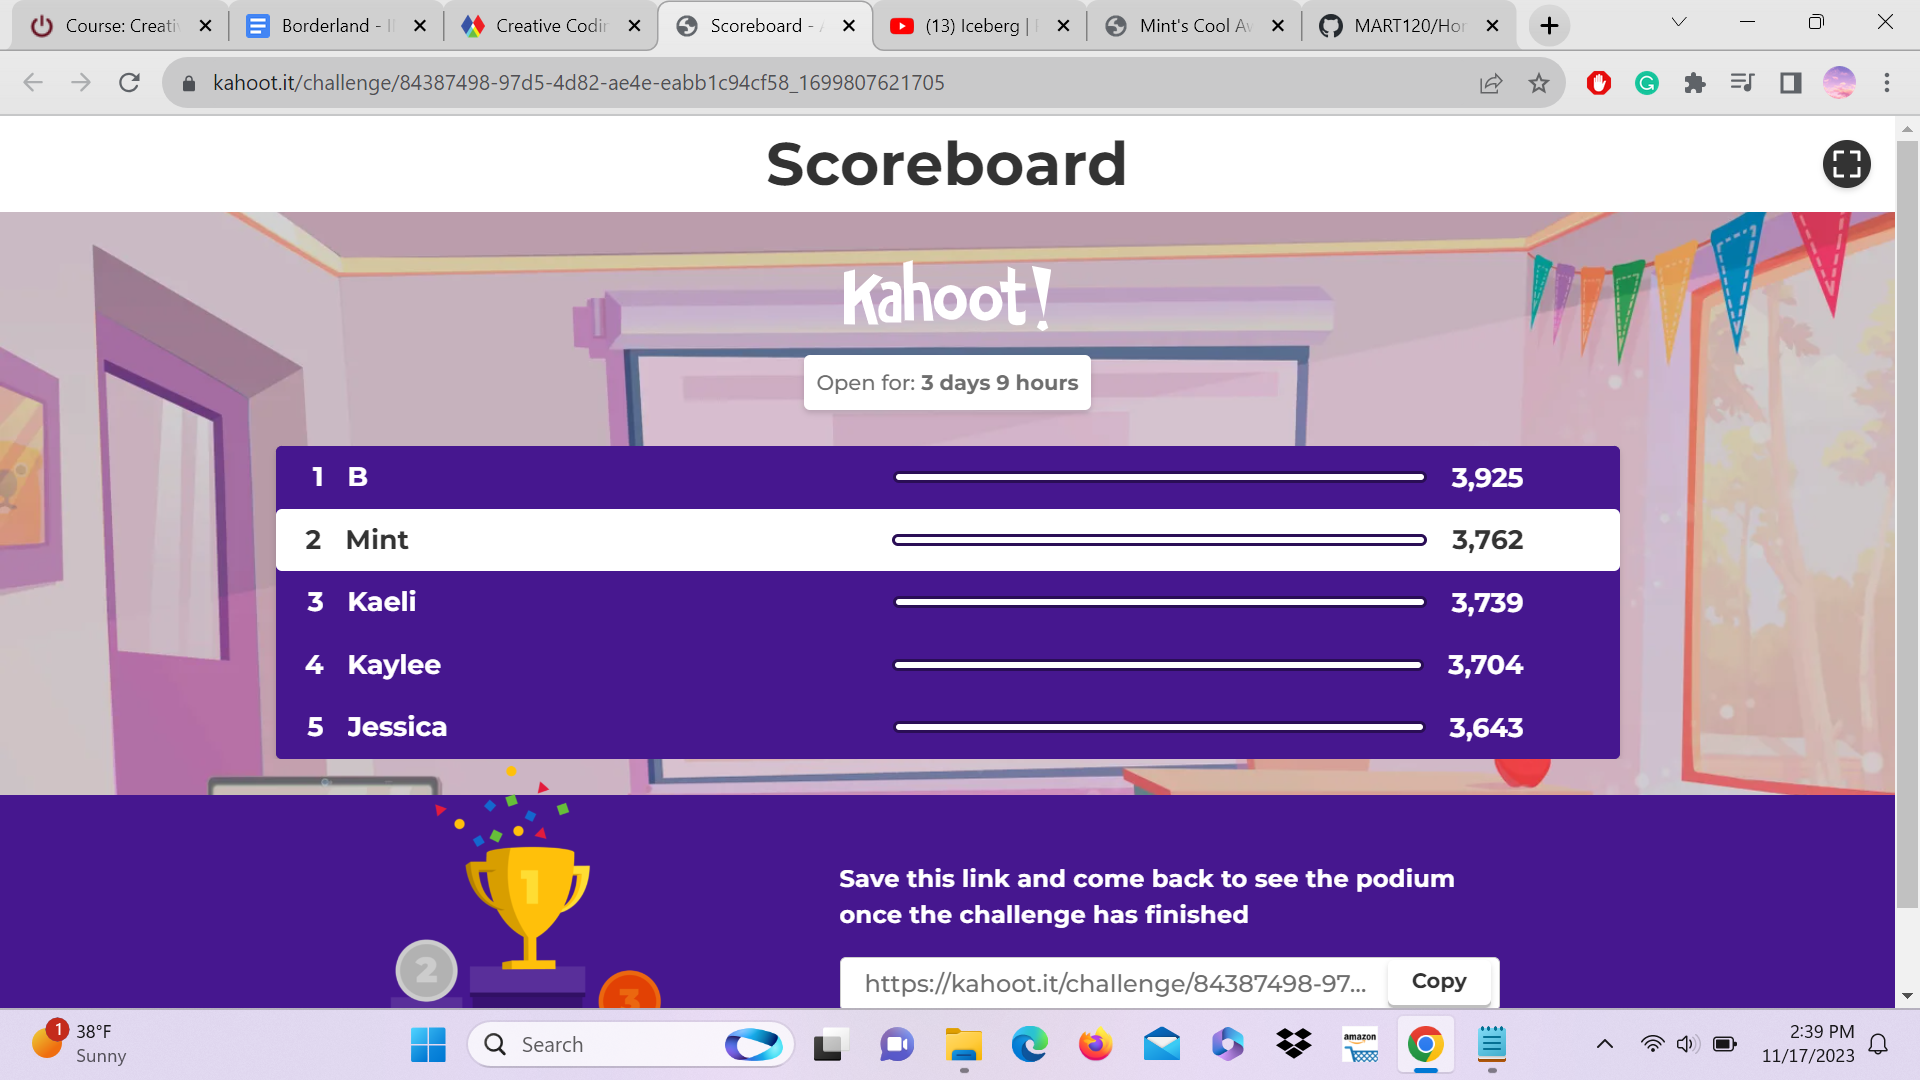 Course: Creati
Borderland - I
Creative Codin
Scoreboard - A
(13) Iceberg |
Mint's Cool Aw
MART120/Hor
kahoot.it/challenge/84387498-97d5-4d82-ae4e-eabb1c94cf58_1699807621705
Scoreboard
Kahoot!
Open for: 3 days 9 hours
1 B 3,925
2 Mint 3,762
3 Kaeli 3,739
4 Kaylee 3,704
5 Jessica 3,643
1
2
3
Save this link and come back to see the podium
once the challenge has finished
https://kahoot.it/challenge/84387498-97...
Copy
1
38°F
Sunny
Search
amazon
2:39 PM
11/17/2023